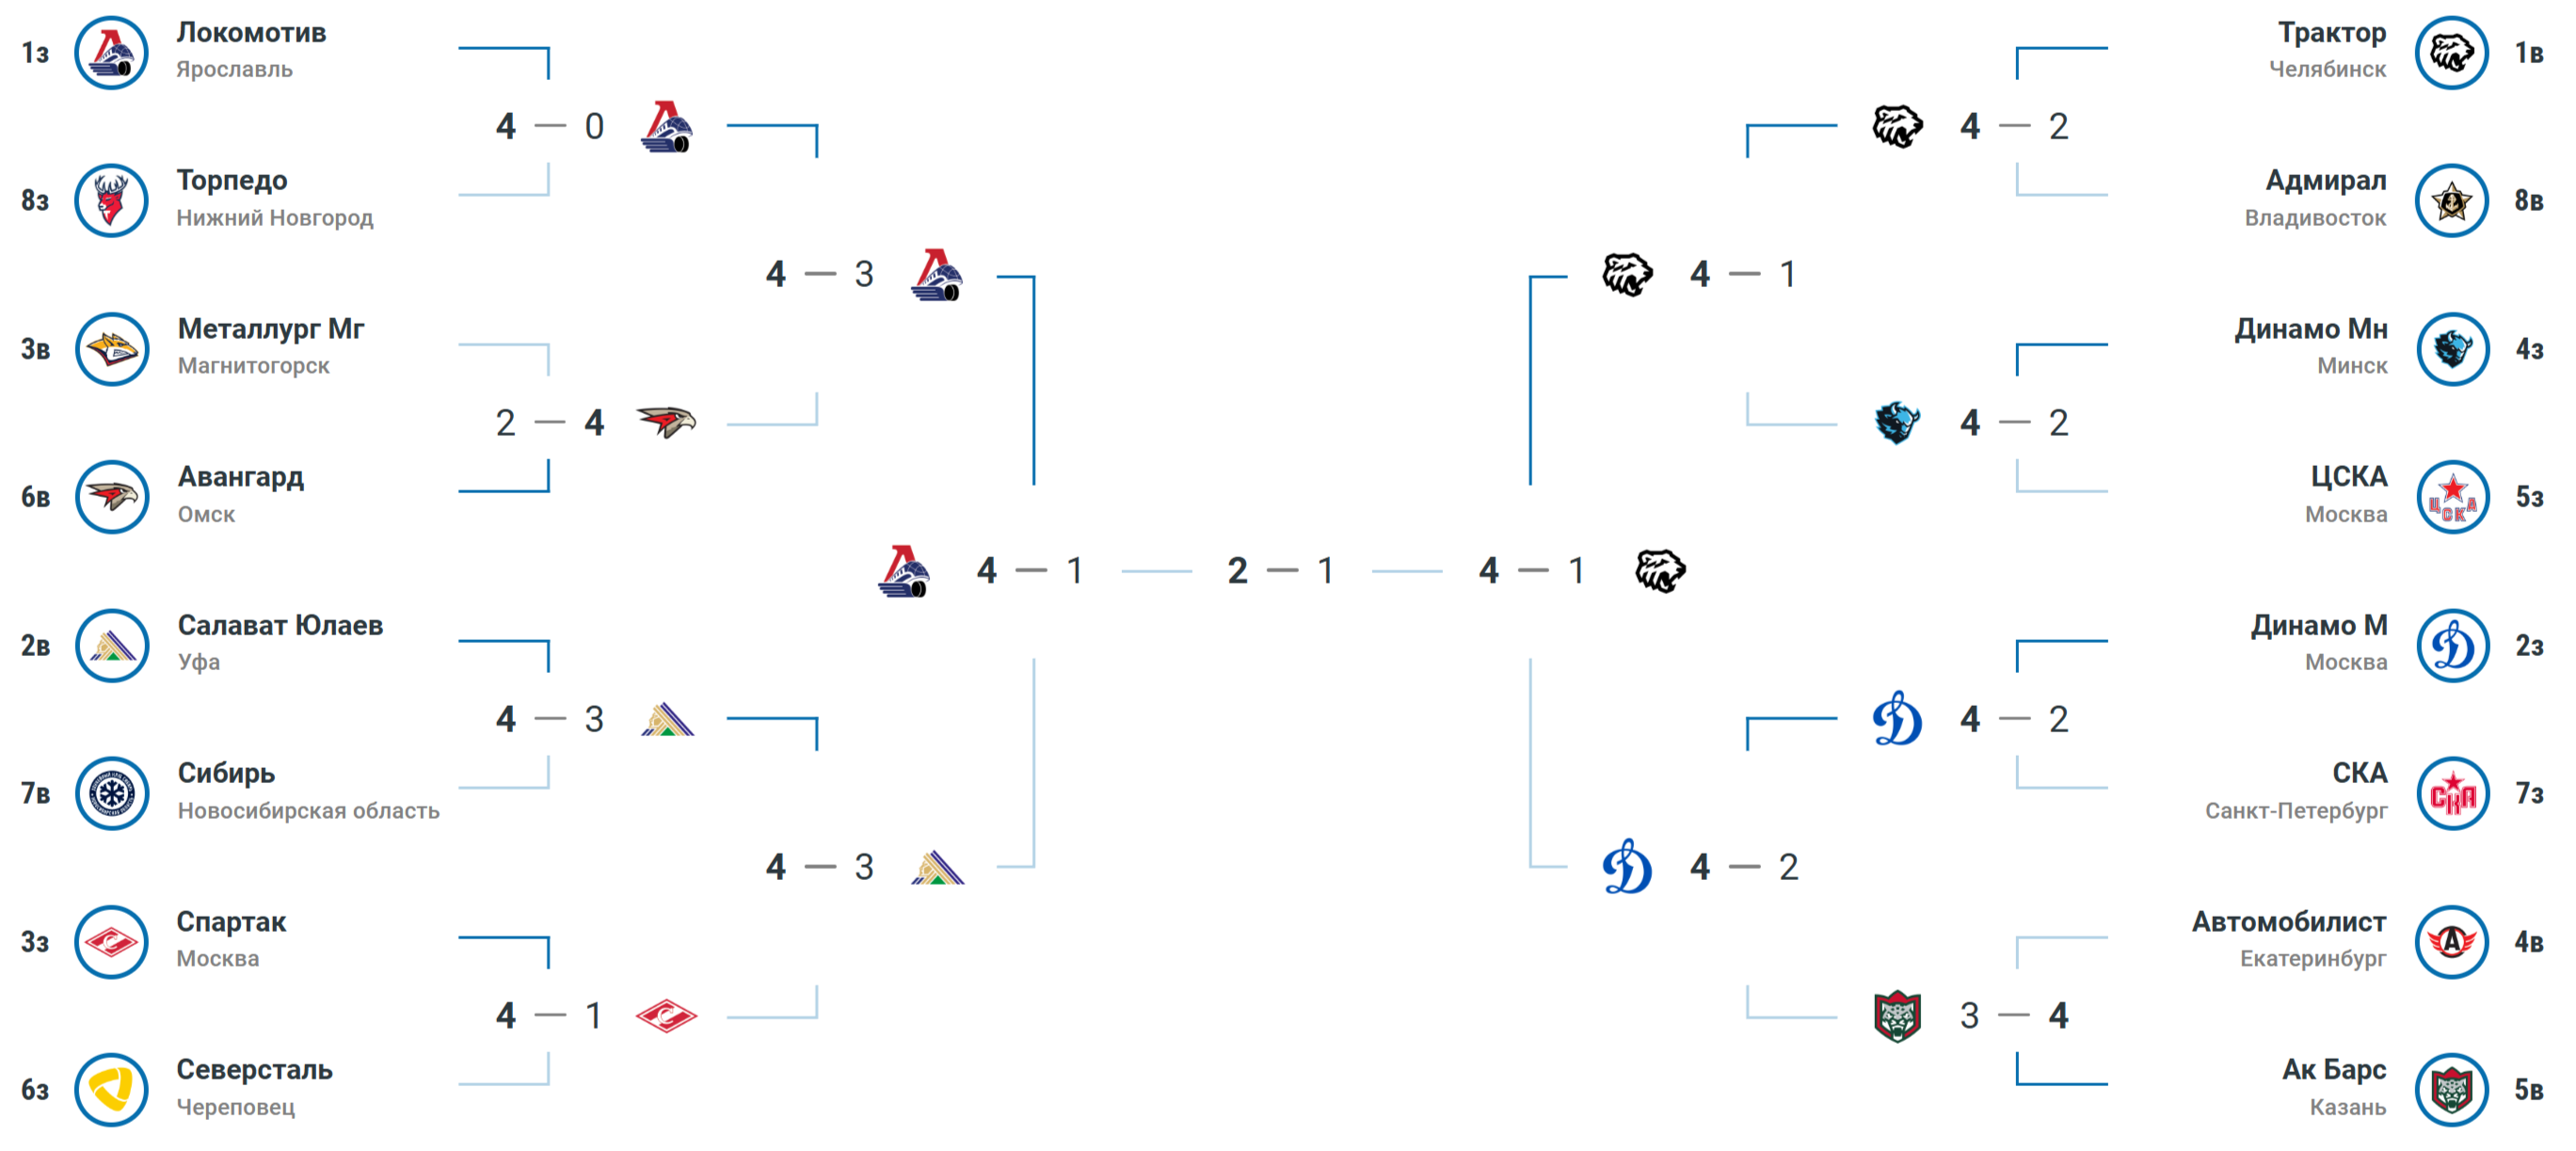 1з
Локомотив
Ярославль
4 — 0
8з
Торпедо
Нижний Новгород
4 — 3
3в
Металлург Мг
Магнитогорск
2 — 4
6в
Авангард
Омск
4 — 1
2 — 1
4 — 1
2в
Салават Юлаев
Уфа
4 — 3
7в
Сибирь
Новосибирская область
4 — 3
3з
Спартак
Москва
4 — 1
6з
Северсталь
Череповец
Трактор
Челябинск
1в
4 — 2
Адмирал
Владивосток
8в
4 — 1
Динамо Мн
Минск
4з
4 — 2
ЦСКА
Москва
ЦСКА
5з
Динамо М
Москва
Д
2з
4 — 2
СКА
Санкт-Петербург
СКА
7з
4 — 2
Автомобилист
Екатеринбург
А
4в
3 — 4
Ак Барс
Казань
5в